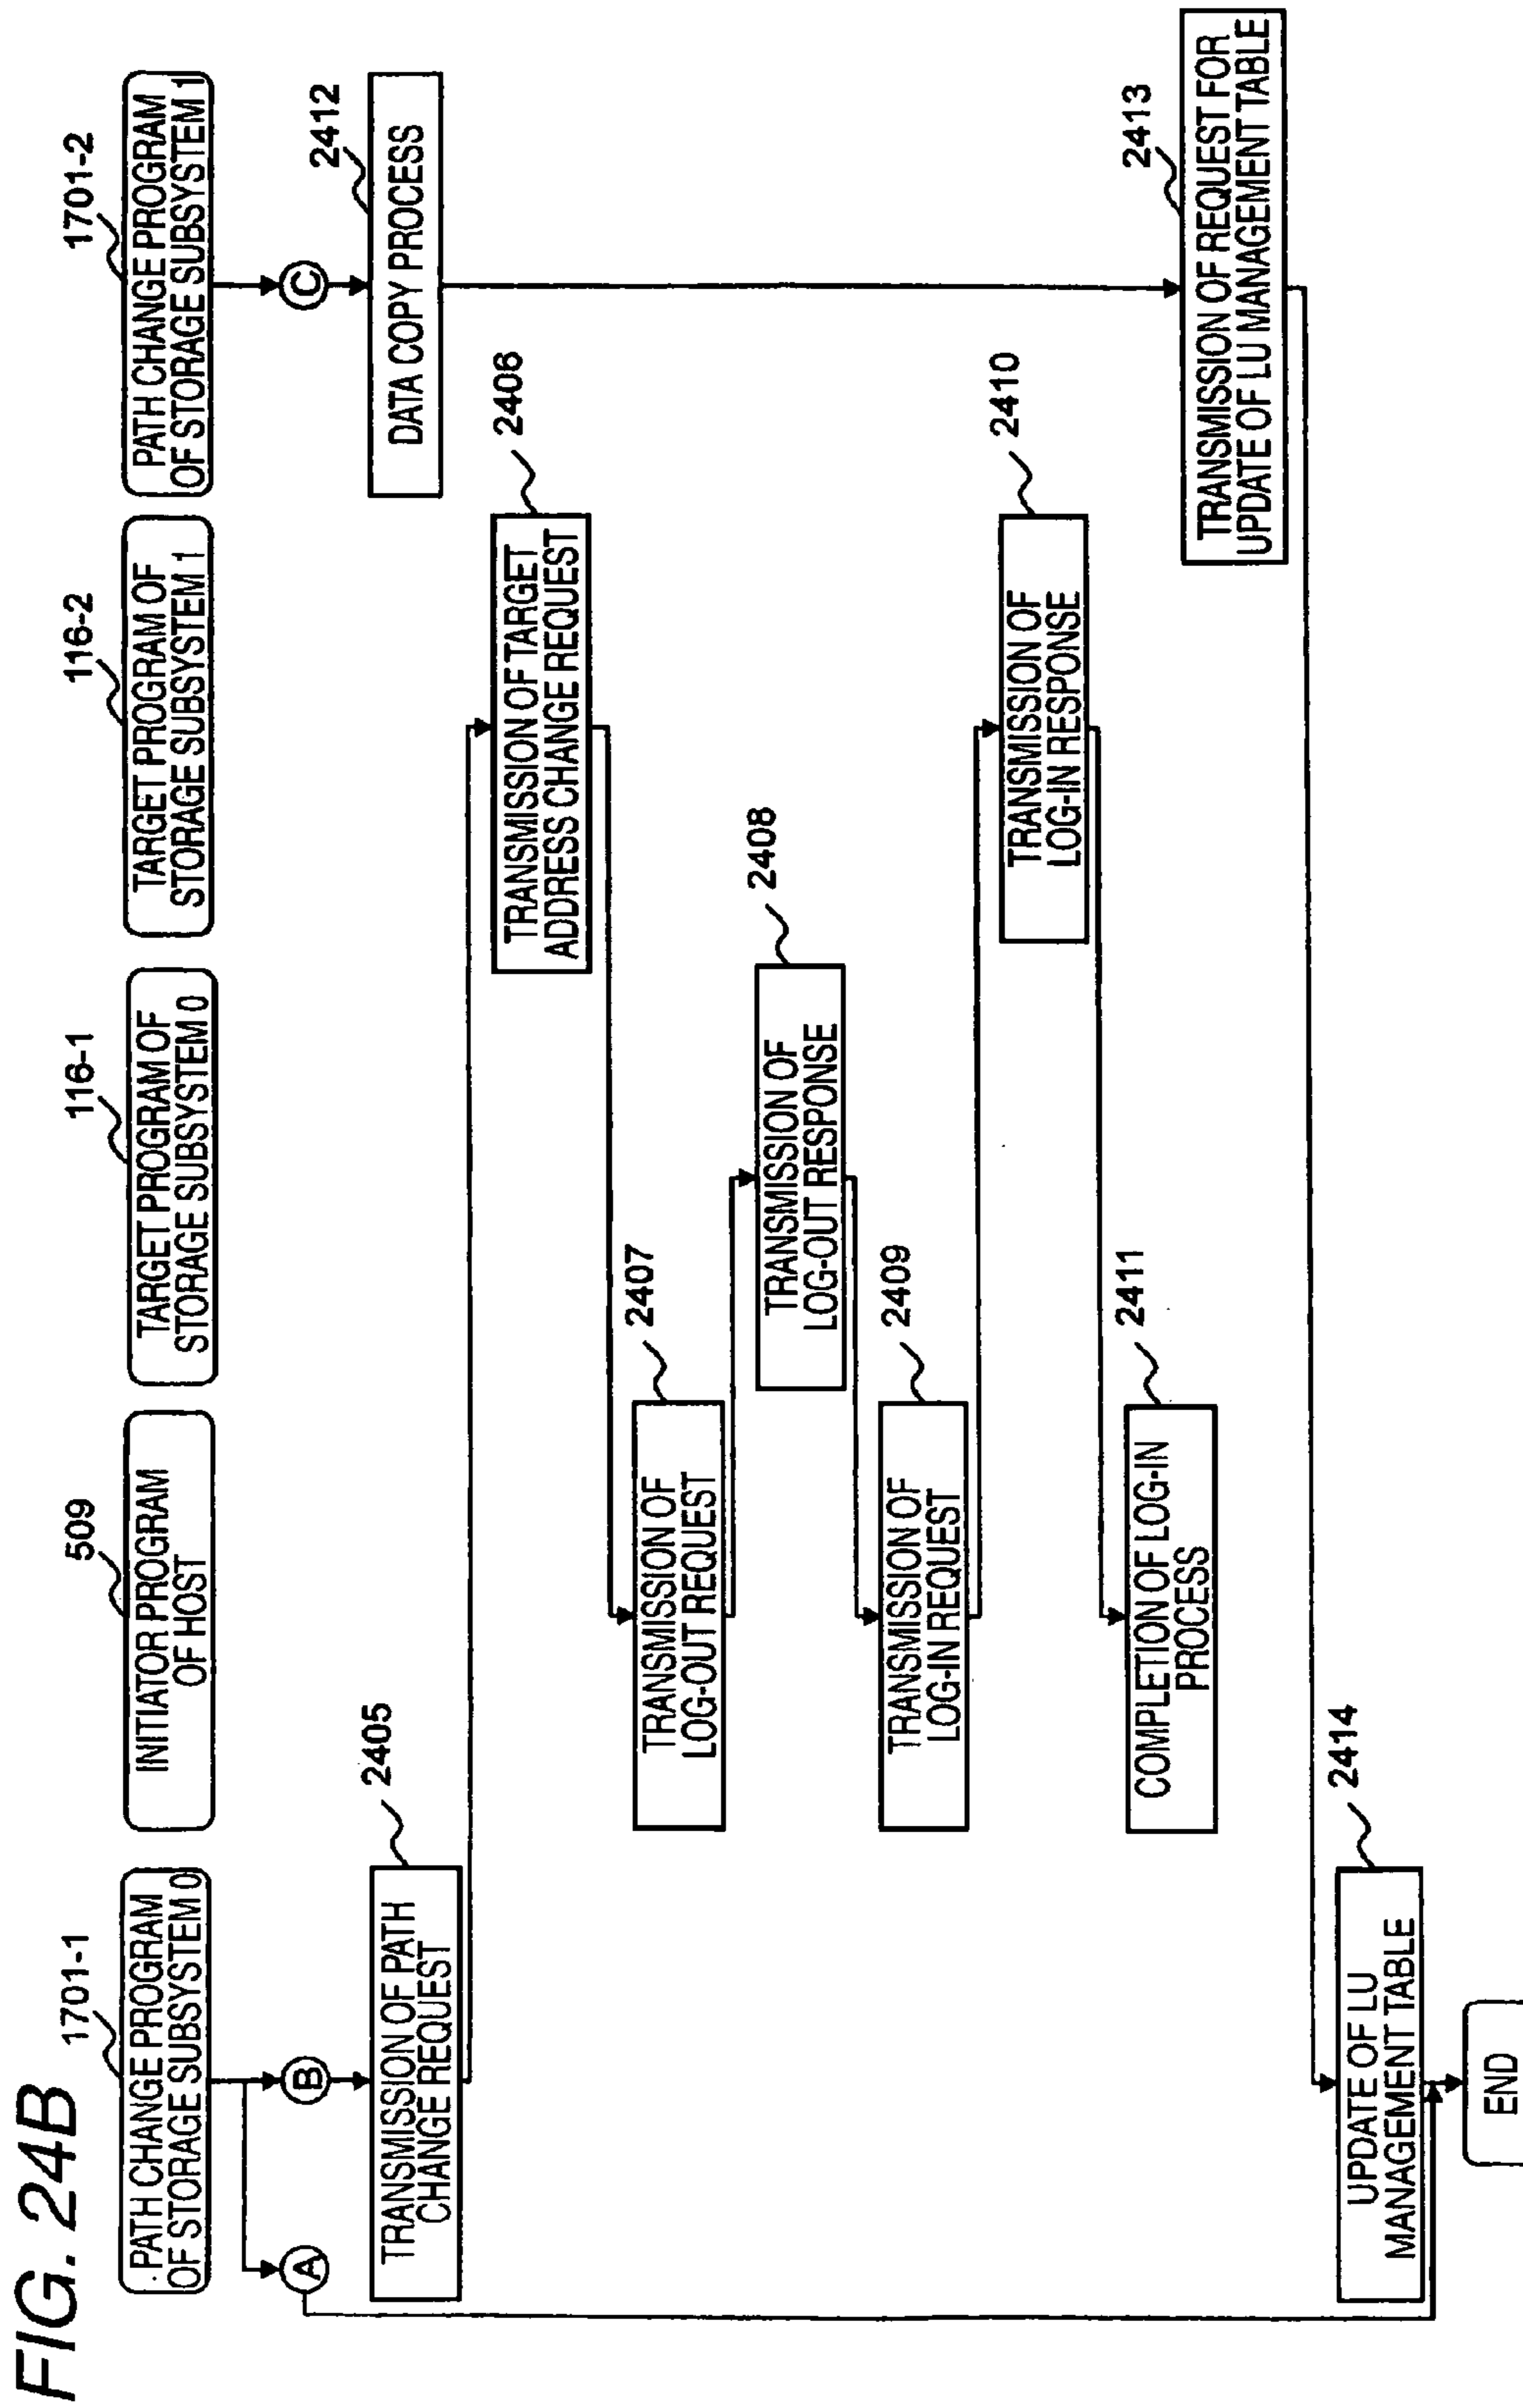 FIG. 24B
1701-1
PATH CHANGE PROGRAM
OF STORAGE SUBSYSTEM 0
509
INITIATOR PROGRAM
OF HOST
116-1
TARGET PROGRAM OF
STORAGE SUBSYSTEM 0
116-2
TARGET PROGRAM OF
STORAGE SUBSYSTEM 1
1701-2
PATH CHANGE PROGRAM
OF STORAGE SUBSYSTEM 1
A
B
C
2405
TRANSMISSION OF PATH
CHANGE REQUEST
2412
DATA COPY PROCESS
2406
TRANSMISSION OF TARGET
ADDRESS CHANGE REQUEST
2407
TRANSMISSION OF
LOG-OUT REQUEST
2408
TRANSMISSION OF
LOG-OUT RESPONSE
2409
TRANSMISSION OF
LOG-IN REQUEST
2410
TRANSMISSION OF
LOG-IN RESPONSE
2411
COMPLETION OF LOG-IN
PROCESS
2413
TRANSMISSION OF REQUEST FOR
UPDATE OF LU MANAGEMENT TABLE
2414
UPDATE OF LU
MANAGEMENT TABLE
END